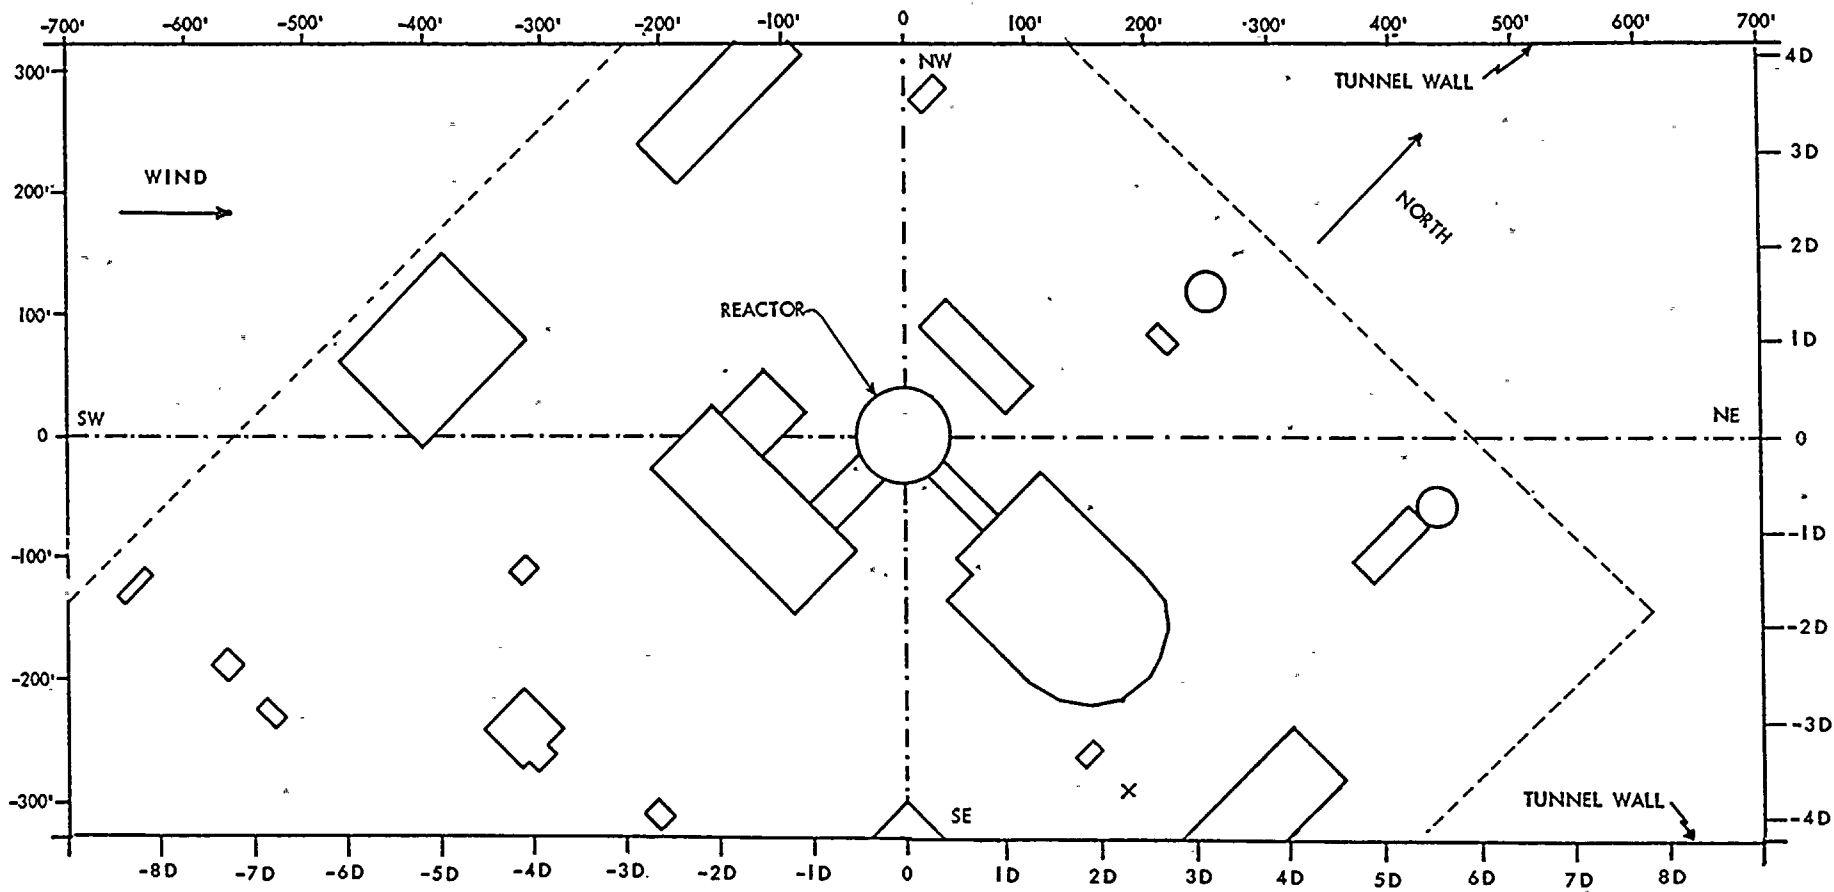 -700' -600' -500' -400' -300' -200' -100' 0 100' 200' 300' 400' 500' 600' 700'
300' NW TUNNEL WALL 4D
WIND 3D
200' NORTH
2D
100' REACTOR 1D
SW NE
0 0
-100' -1D
-2D
-200'
-3D
-300' SE TUNNEL WALL -4D
-8D -7D -6D -5D -4D -3D -2D -1D 0 1D 2D 3D 4D 5D 6D 7D 8D